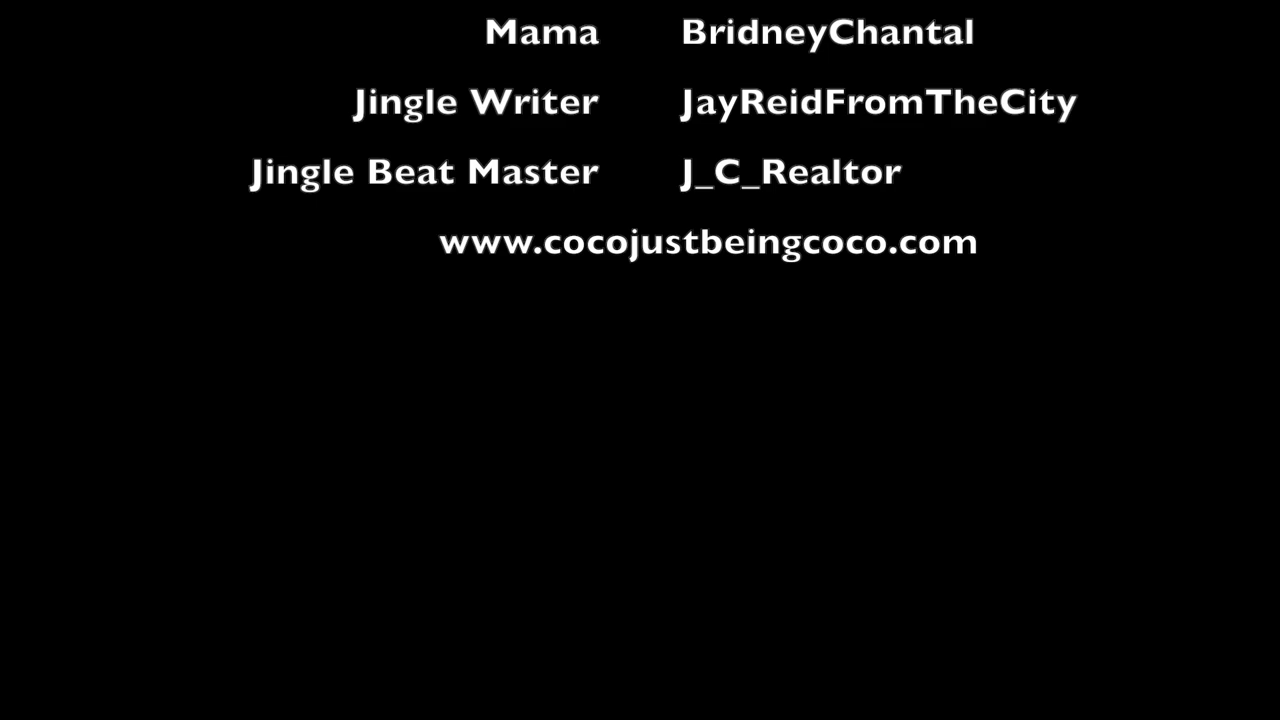 Mama BridneyChantal
Jingle Writer JayReidFromTheCity
Jingle Beat Master J_C_Realtor
www.cocojustbeingcoco.com